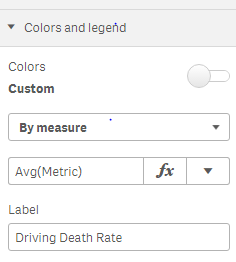 Colors and legend
Colors
Custom
By measure
Avg(Metric)
fx
Label
Driving Death Rate